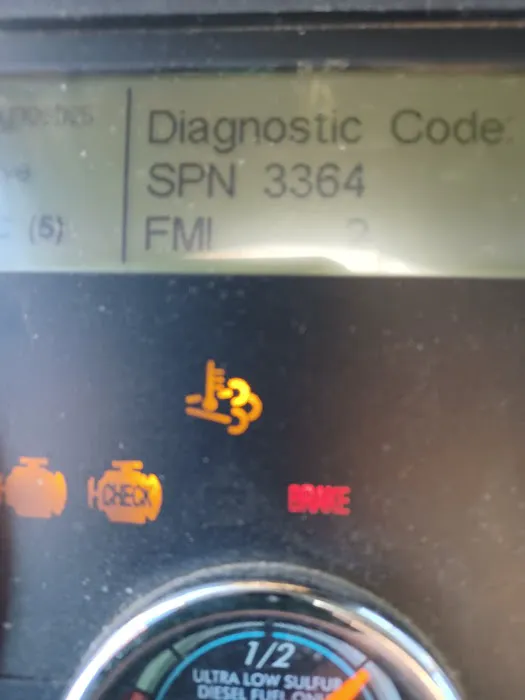 Diagnostic Code:
SPN 3364
(5)
FMI 2
CHECK
BRAKE
1/2
ULTRA LOW SULFUR
DIESEL FUEL ONLY